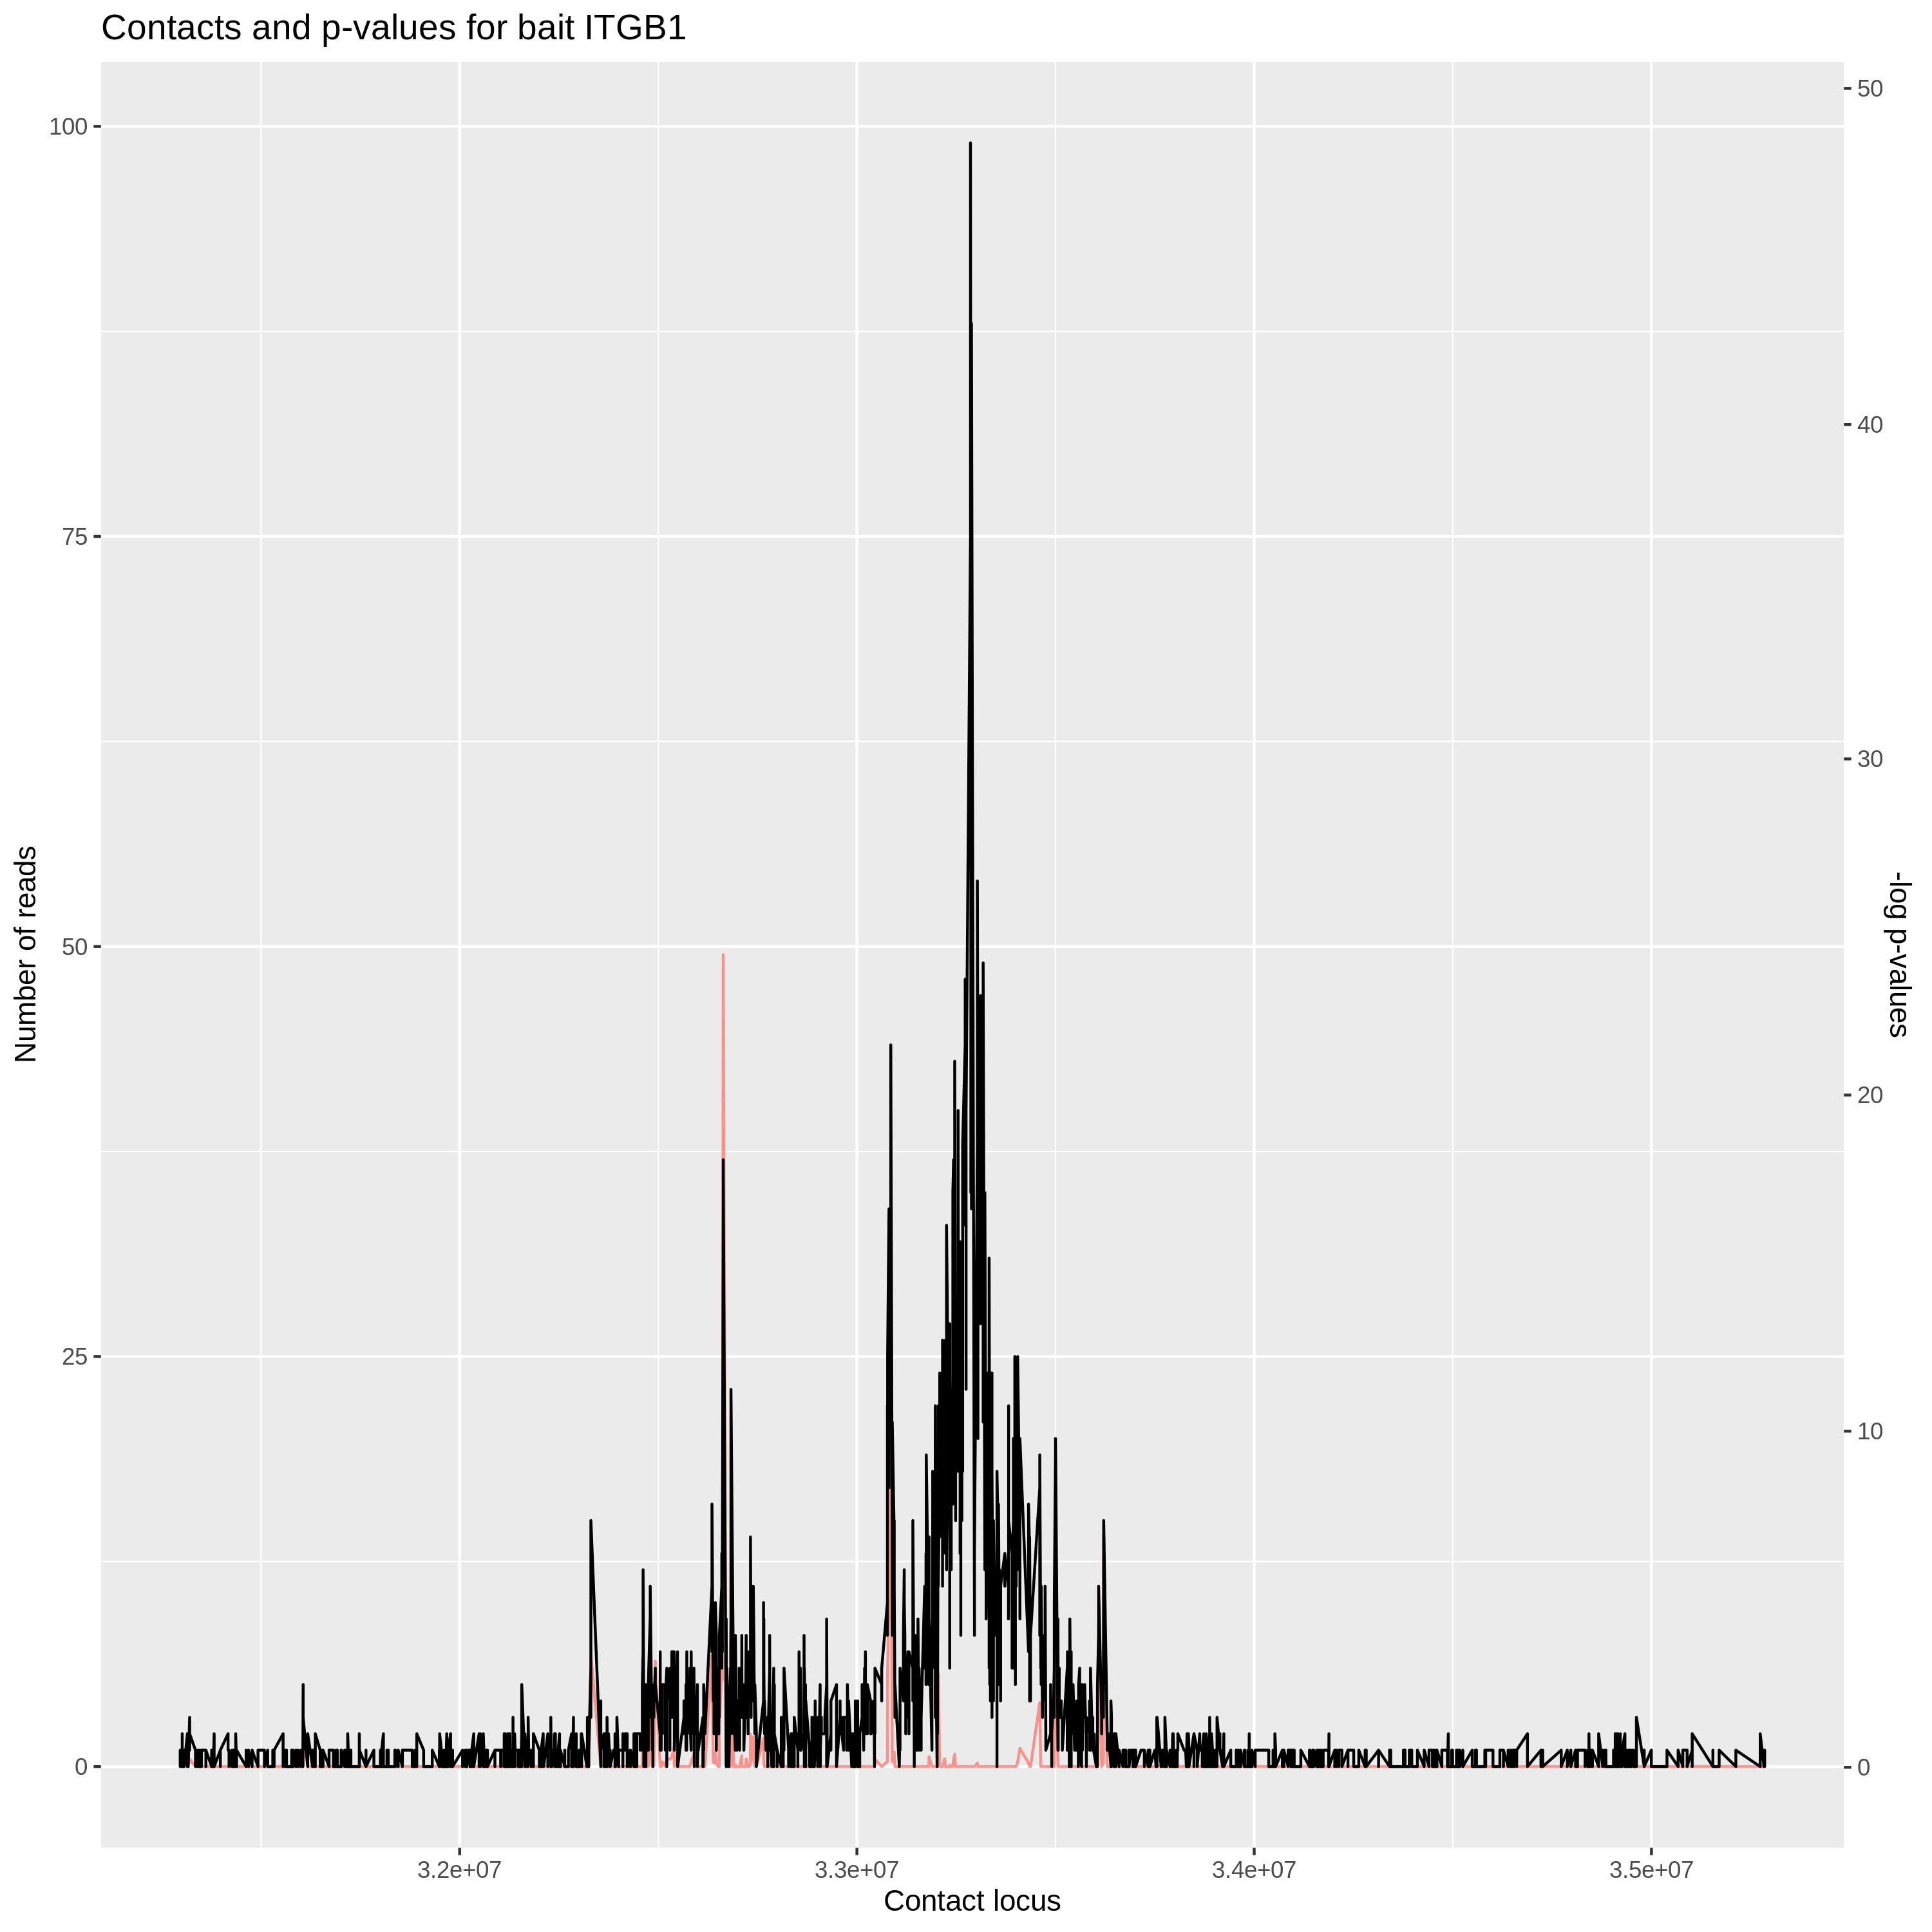 Contacts and p-values for bait ITGB1
100
75
50
25
0
Number of reads
50
40
30
20
10
0
-log p-values
3.2e+07
3.3e+07
3.4e+07
3.5e+07
Contact locus